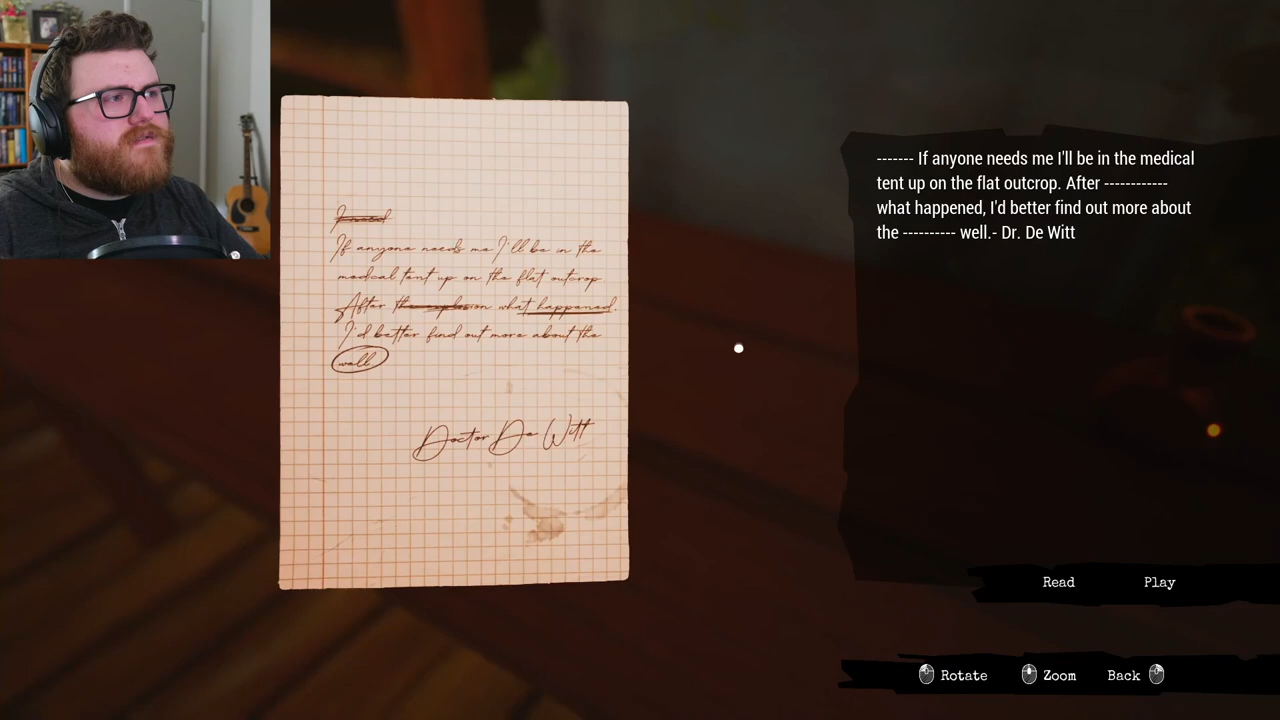 If anyone needs me I'll be in the
medical tent up on the flat outcrop
After the explosion what happened.
I'd better find out more about the
well
Doctor De Witt
------- If anyone needs me I'll be in the medical
tent up on the flat outcrop. After ------------
what happened, I'd better find out more about
the ---------- well.- Dr. De Witt
Read Play
Rotate Zoom Back